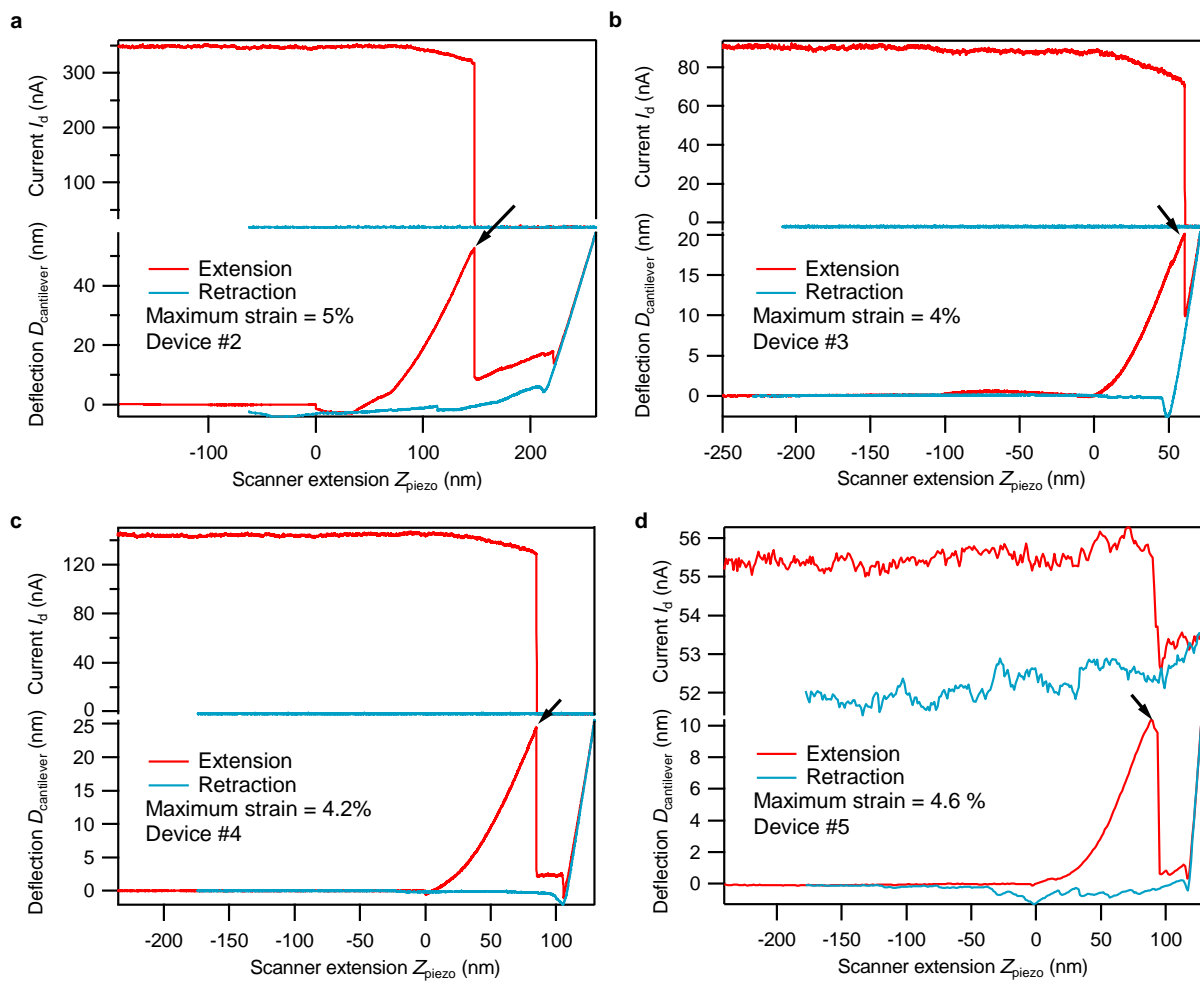 a
Current I_d (nA)
300
200
100
Deflection D_cantilever (nm)
40
20
0
Extension
Retraction
Maximum strain = 5%
Device #2
-100 0 100 200
Scanner extension Z_piezo (nm)
b
Current I_d (nA)
80
60
40
20
0
Deflection D_cantilever (nm)
20
15
10
5
0
Extension
Retraction
Maximum strain = 4%
Device #3
-250 -200 -150 -100 -50 0 50
Scanner extension Z_piezo (nm)
c
Current I_d (nA)
120
80
40
0
Deflection D_cantilever (nm)
25
20
15
10
5
0
Extension
Retraction
Maximum strain = 4.2%
Device #4
-200 -150 -100 -50 0 50 100
Scanner extension Z_piezo (nm)
d
Current I_d (nA)
56
55
53
52
Deflection D_cantilever (nm)
10
8
6
4
2
0
Extension
Retraction
Maximum strain = 4.6 %
Device #5
-200 -150 -100 -50 0 50 100
Scanner extension Z_piezo (nm)